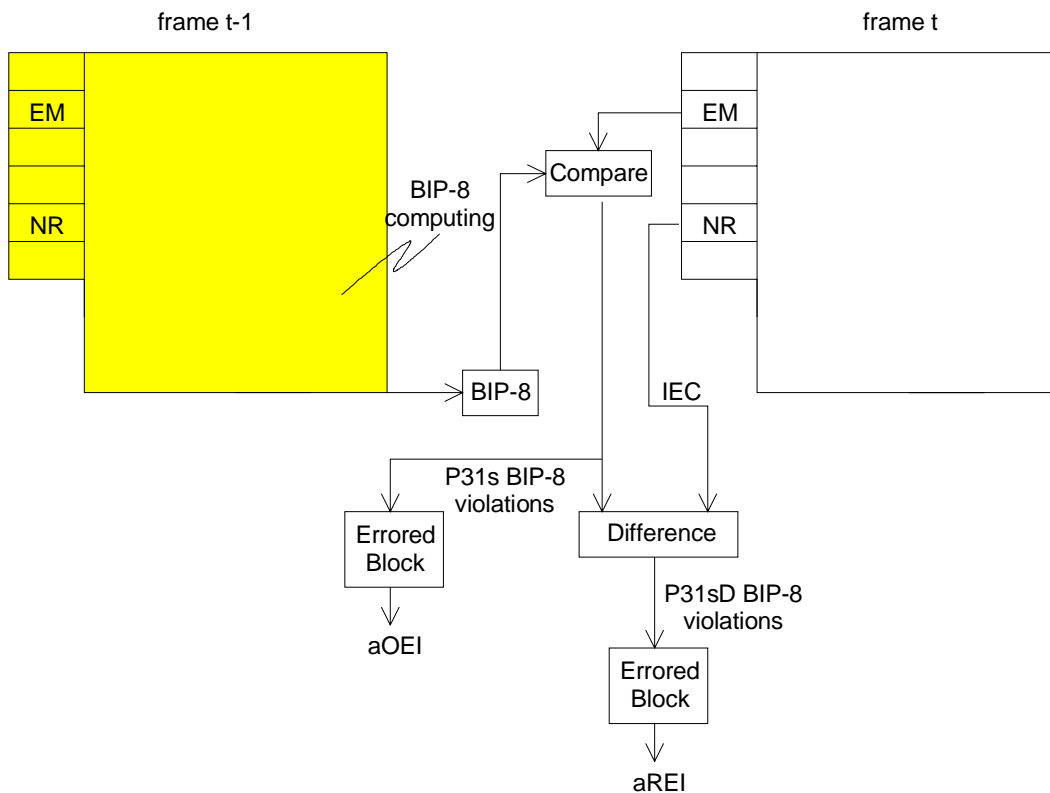 frame t-1
frame t
EM
EM
Compare
BIP-8
computing
NR
NR
BIP-8
IEC
P31s BIP-8
violations
Errored
Block
Difference
P31sD BIP-8
violations
aOEI
Errored
Block
aREI